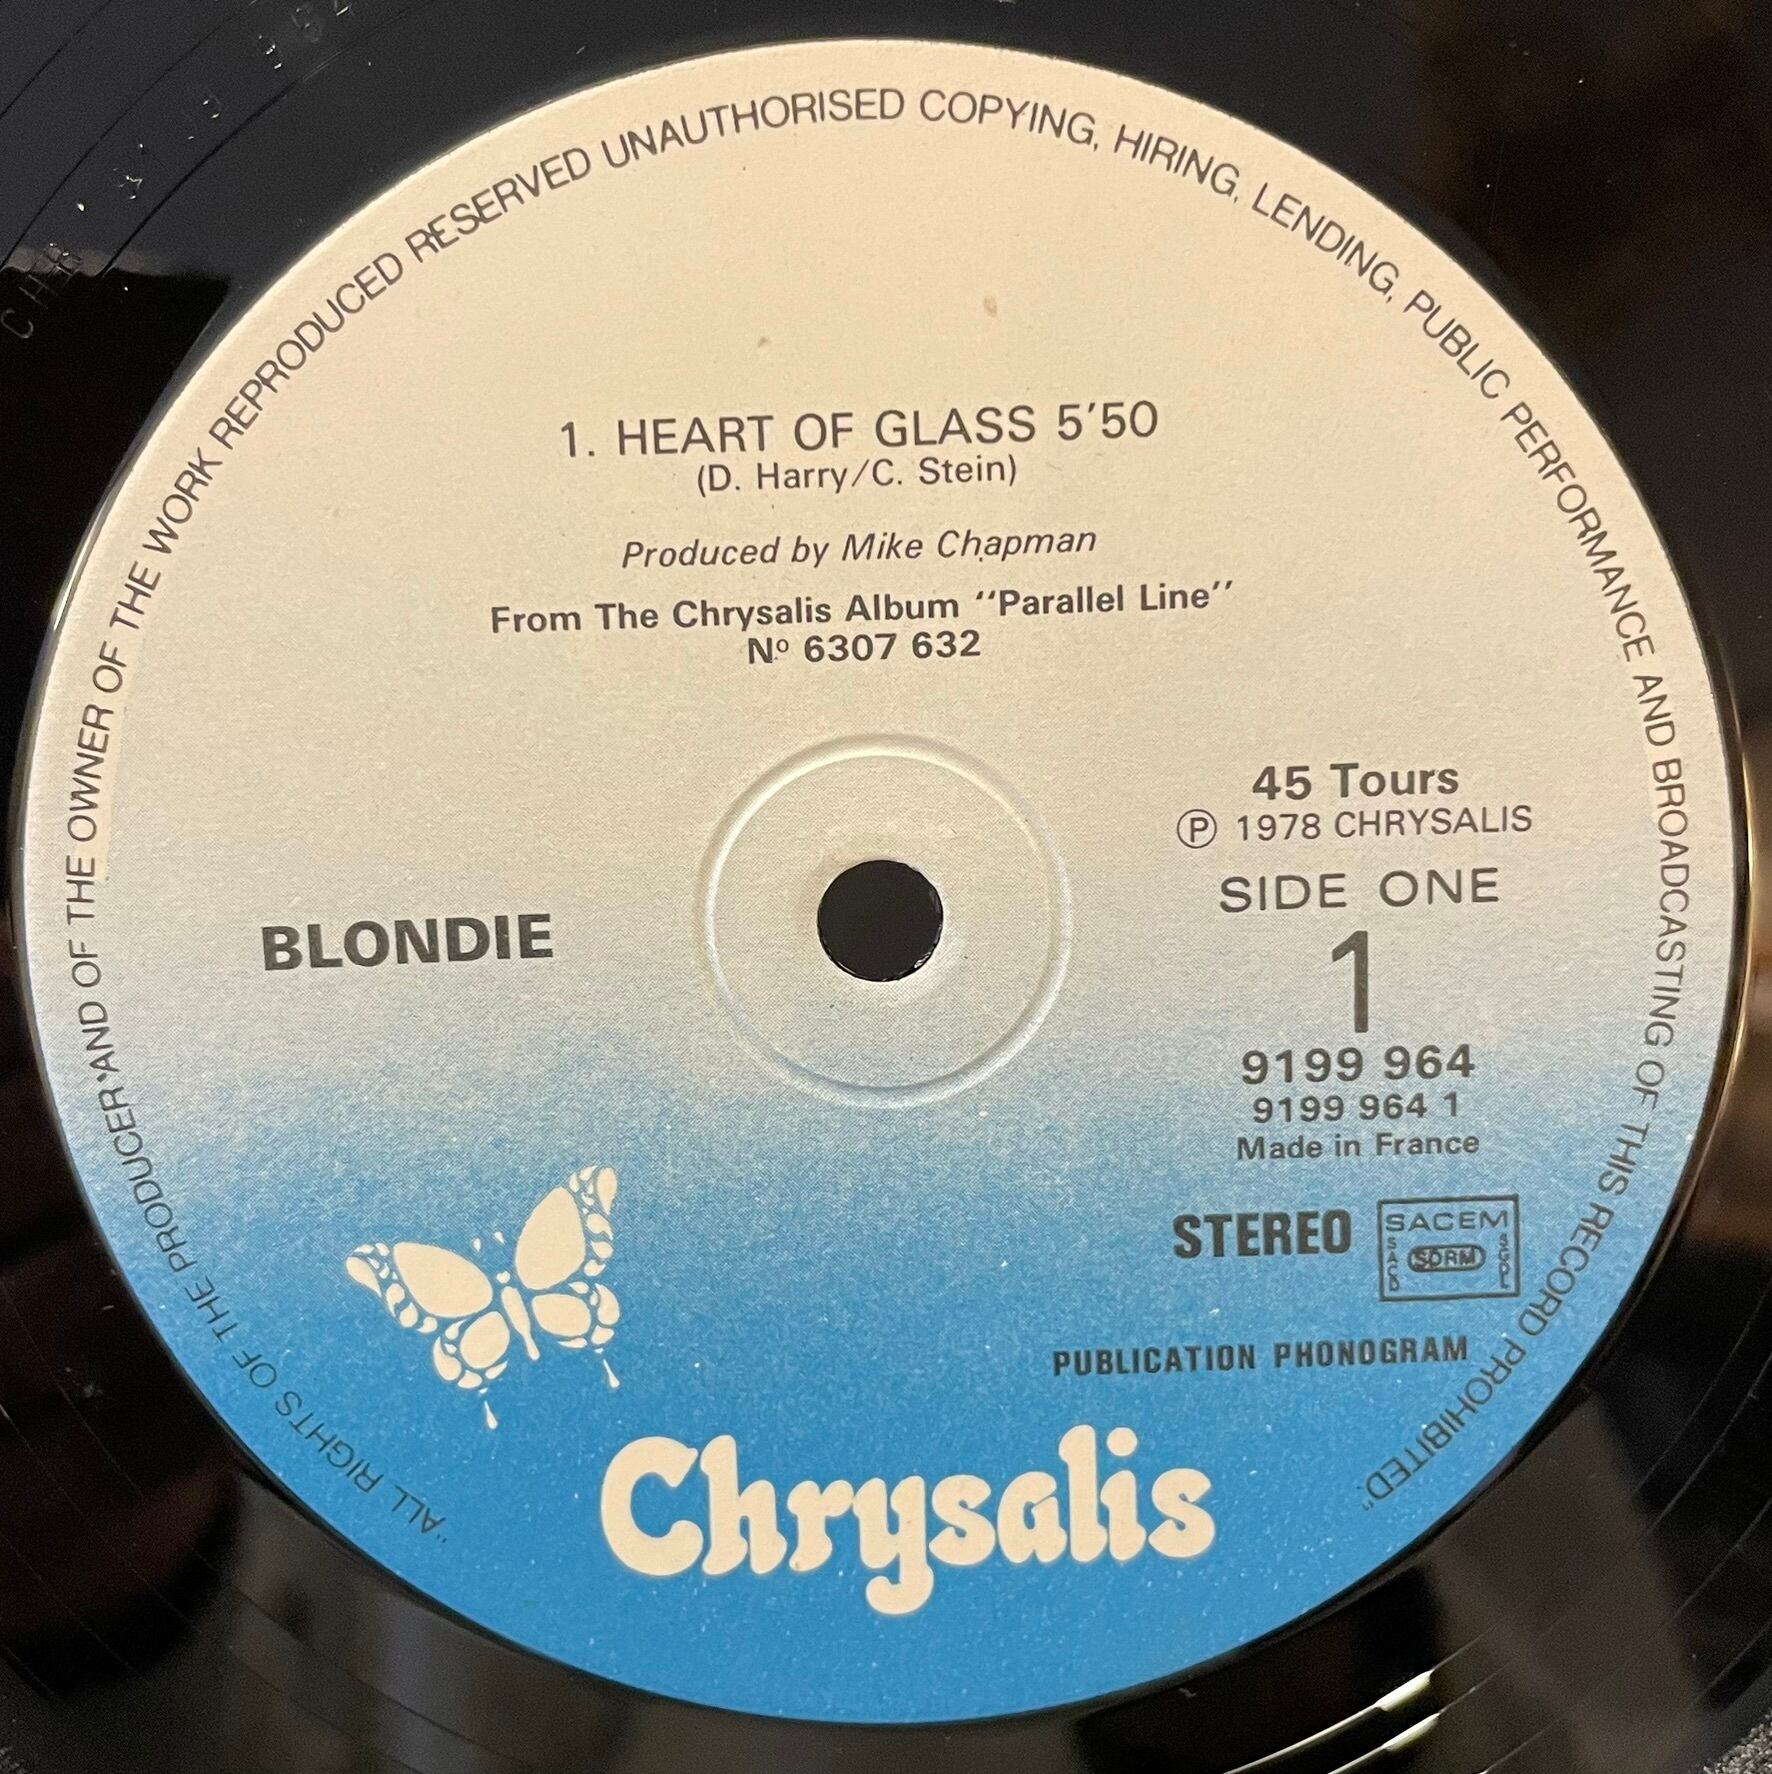 "ALL RIGHTS OF THE PRODUCER AND OF THE OWNER OF THE WORK REPRODUCED RESERVED UNAUTHORISED COPYING, HIRING, LENDING, PUBLIC PERFORMANCE AND BROADCASTING OF THIS RECORD PROHIBITED"
1. HEART OF GLASS 5'50
(D. Harry/C. Stein)
Produced by Mike Chapman
From The Chrysalis Album "Parallel Line"
Nº 6307 632
45 Tours
Ⓟ 1978 CHRYSALIS
SIDE ONE
BLONDIE
1
9199 964
9199 964 1
Made in France
STEREO
SACEM
SACD
SDRM
SGDL
PUBLICATION PHONOGRAM
Chrysalis